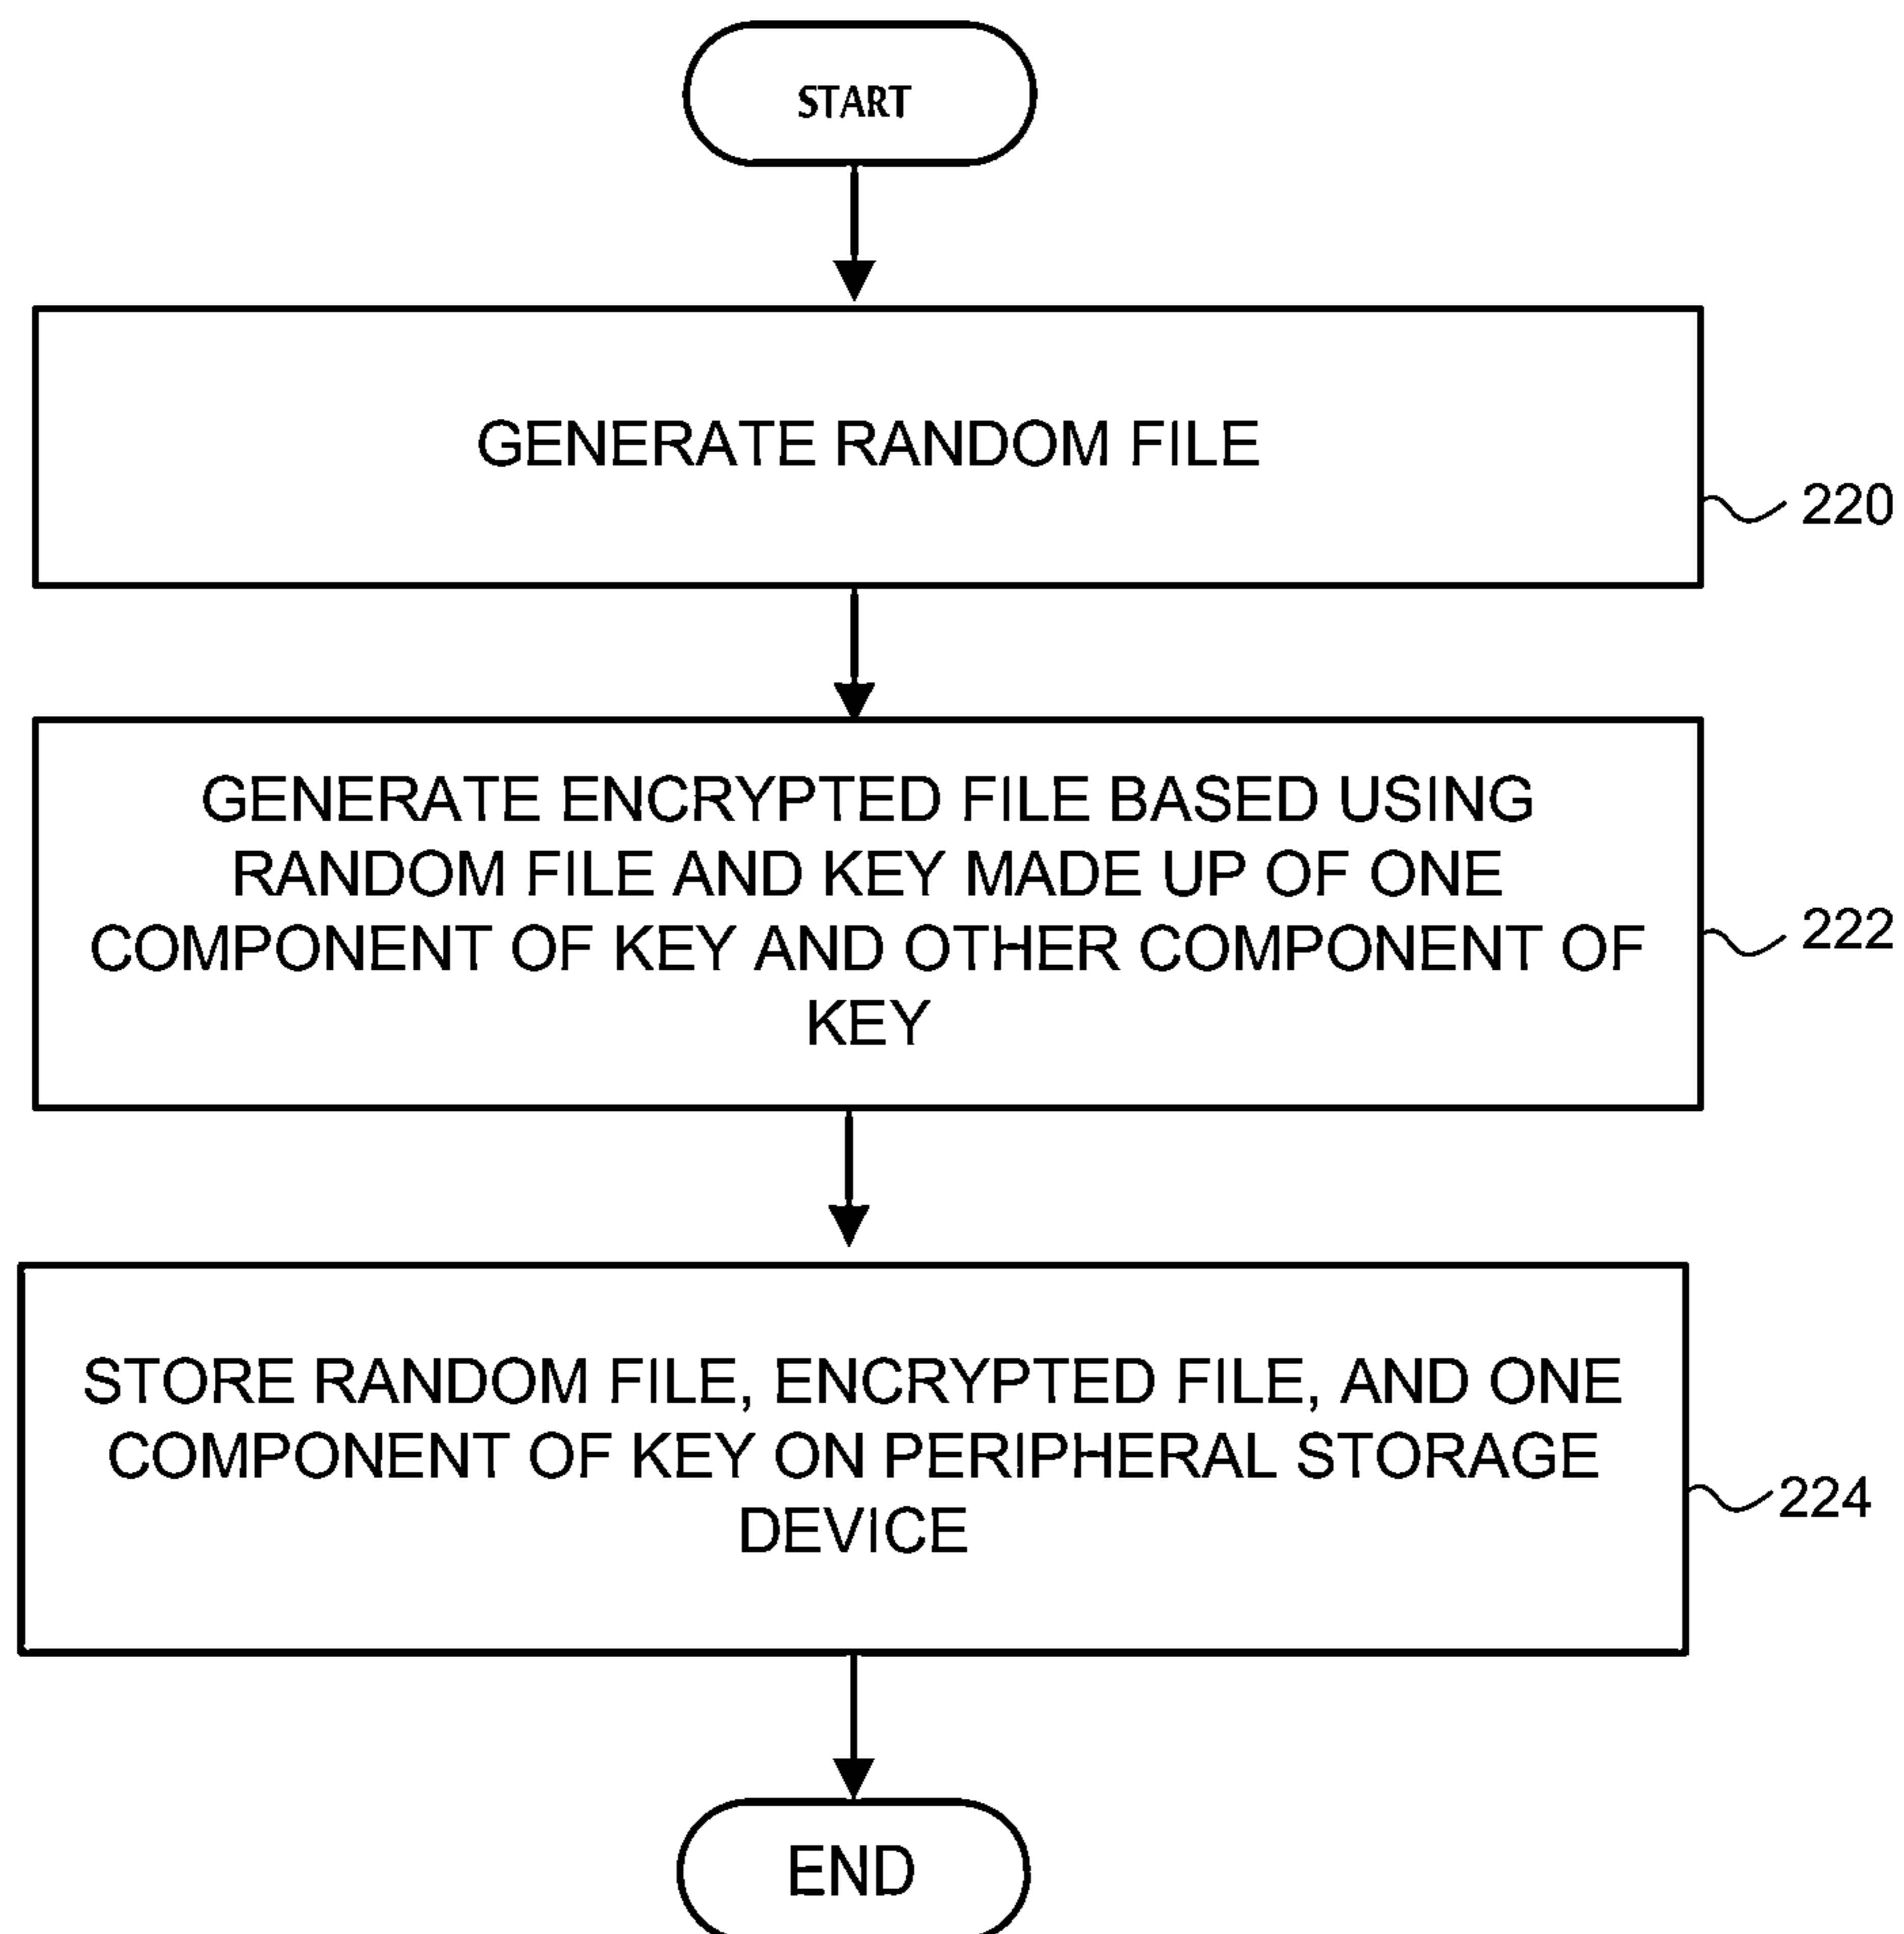 START
GENERATE RANDOM FILE
220
GENERATE ENCRYPTED FILE BASED USING
RANDOM FILE AND KEY MADE UP OF ONE
COMPONENT OF KEY AND OTHER COMPONENT OF
KEY
222
STORE RANDOM FILE, ENCRYPTED FILE, AND ONE
COMPONENT OF KEY ON PERIPHERAL STORAGE
DEVICE
224
END